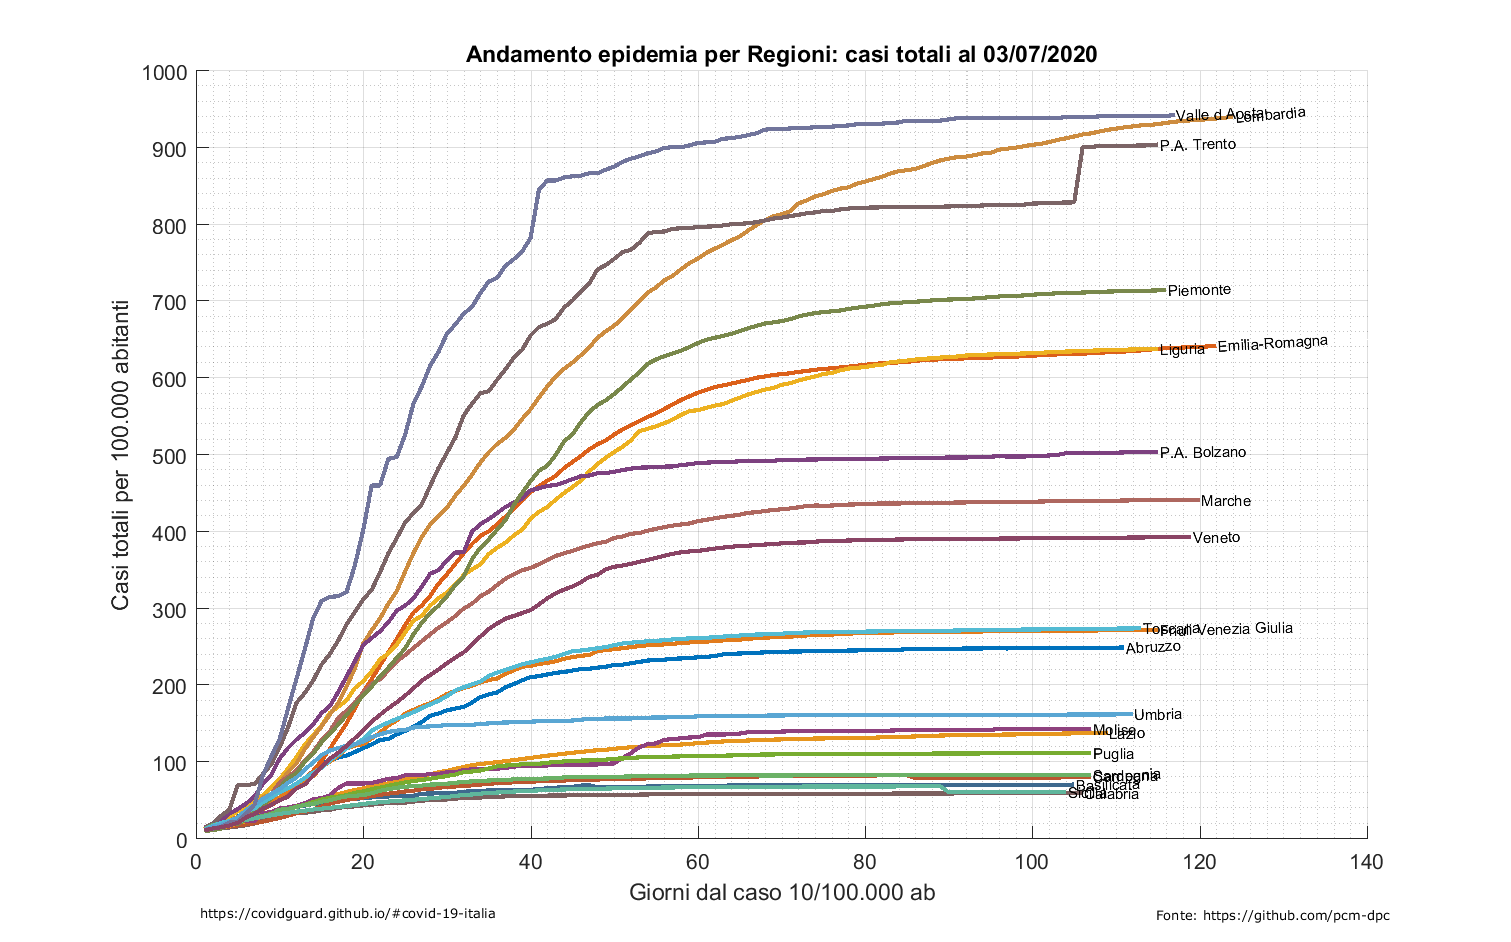 Andamento epidemia per Regioni: casi totali al 03/07/2020
1000
900
800
700
600
500
400
300
200
100
0
Casi totali per 100.000 abitanti
Valle d Aosta
Lombardia
P.A. Trento
Piemonte
Emilia-Romagna
Liguria
P.A. Bolzano
Marche
Veneto
Toscana
Friuli Venezia Giulia
Abruzzo
Umbria
Molise
Lazio
Puglia
Sardegna
Campania
Basilicata
Sicilia
Calabria
0 20 40 60 80 100 120 140
Giorni dal caso 10/100.000 ab
https://covidguard.github.io/#covid-19-italia
Fonte: https://github.com/pcm-dpc